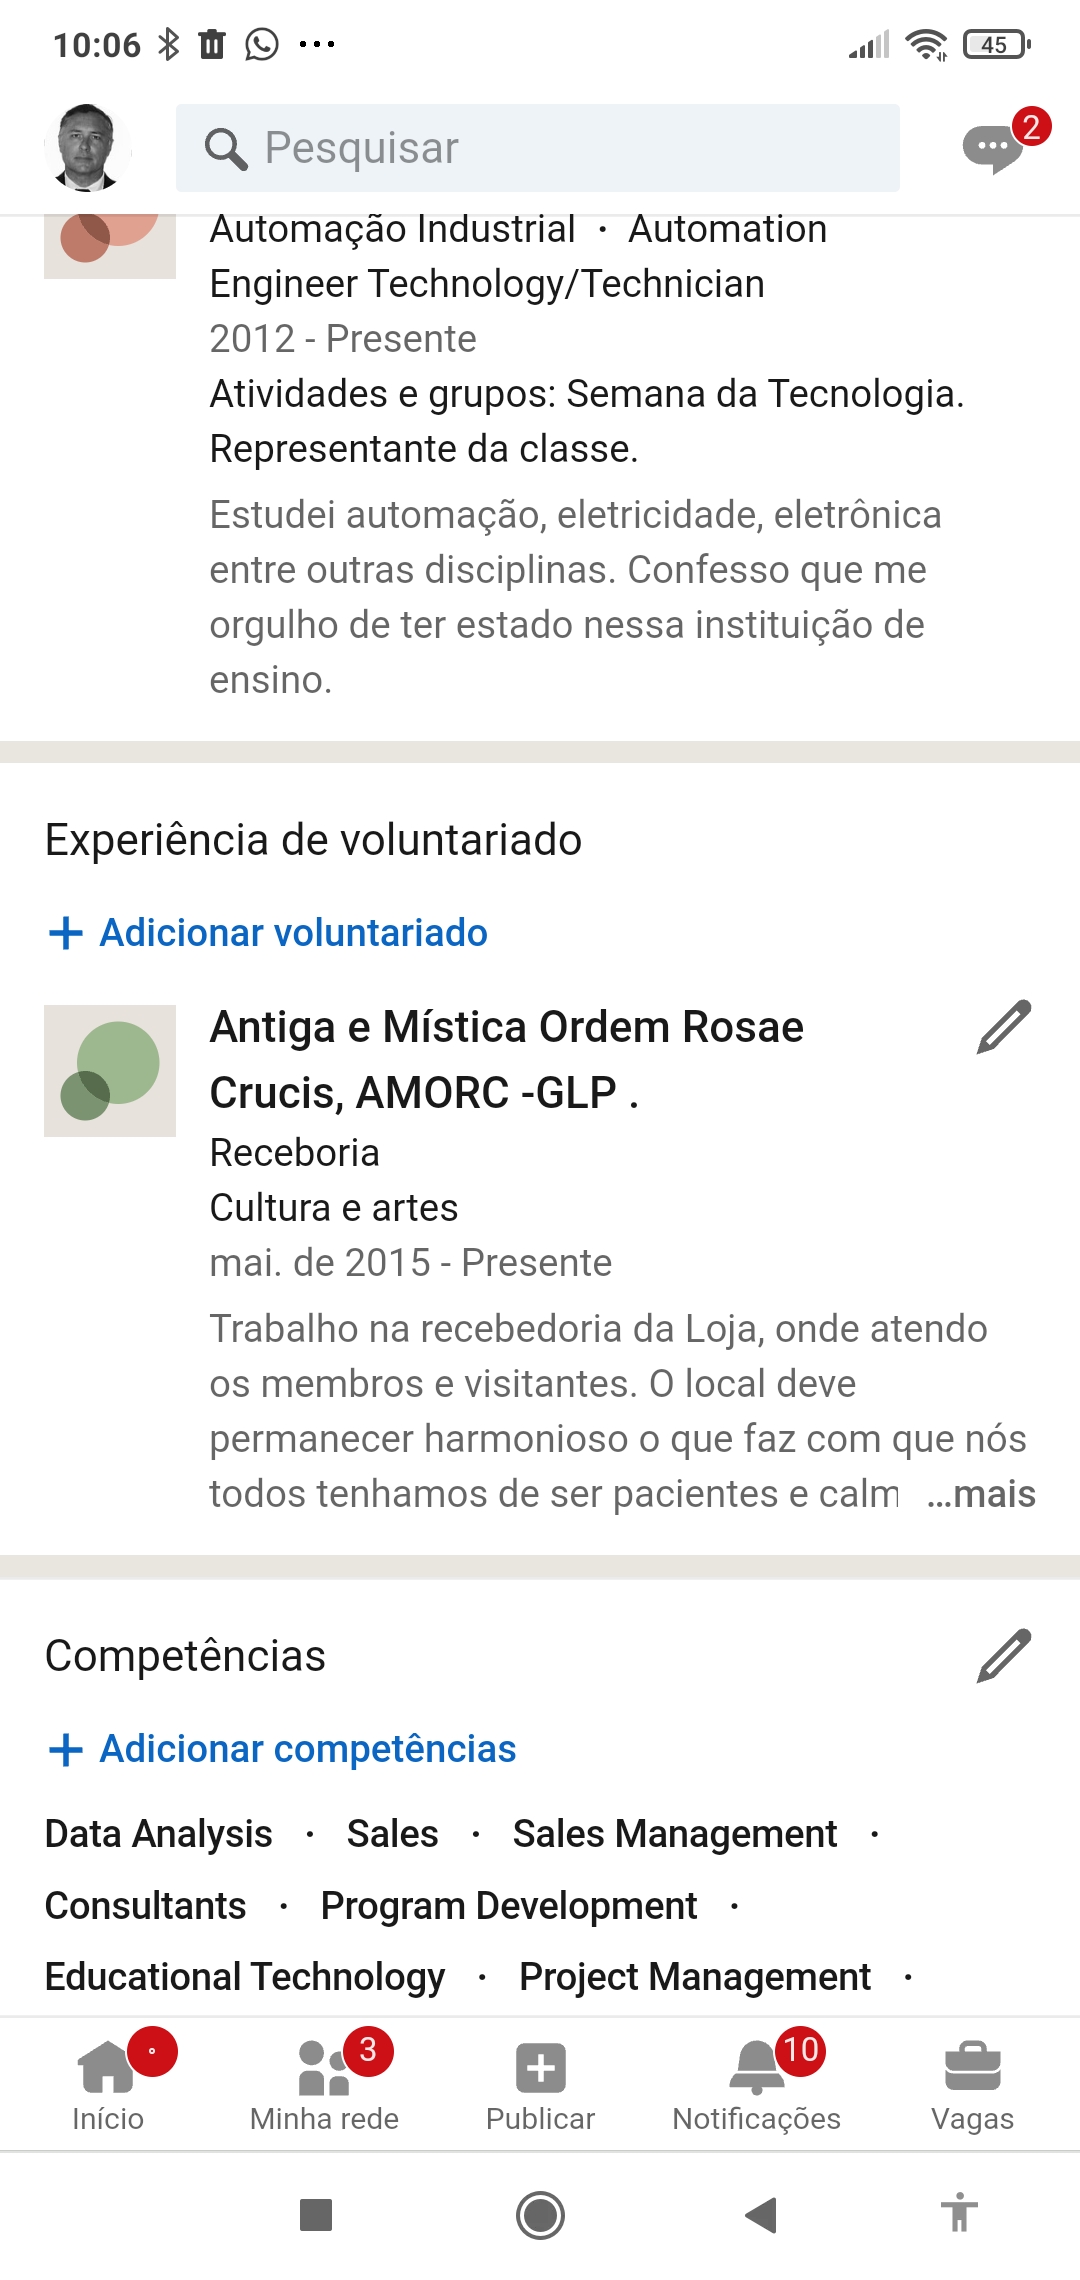 10:06
45
Pesquisar
2
Automação Industrial · Automation
Engineer Technology/Technician
2012 - Presente
Atividades e grupos: Semana da Tecnologia.
Representante da classe.
Estudei automação, eletricidade, eletrônica
entre outras disciplinas. Confesso que me
orgulho de ter estado nessa instituição de
ensino.
Experiência de voluntariado
+ Adicionar voluntariado
Antiga e Mística Ordem Rosae
Crucis, AMORC -GLP .
Receboria
Cultura e artes
mai. de 2015 - Presente
Trabalho na recebedoria da Loja, onde atendo
os membros e visitantes. O local deve
permanecer harmonioso o que faz com que nós
todos tenhamos de ser pacientes e calm ...mais
Competências
+ Adicionar competências
Data Analysis · Sales · Sales Management ·
Consultants · Program Development ·
Educational Technology · Project Management ·
3
10
Início Minha rede Publicar Notificações Vagas